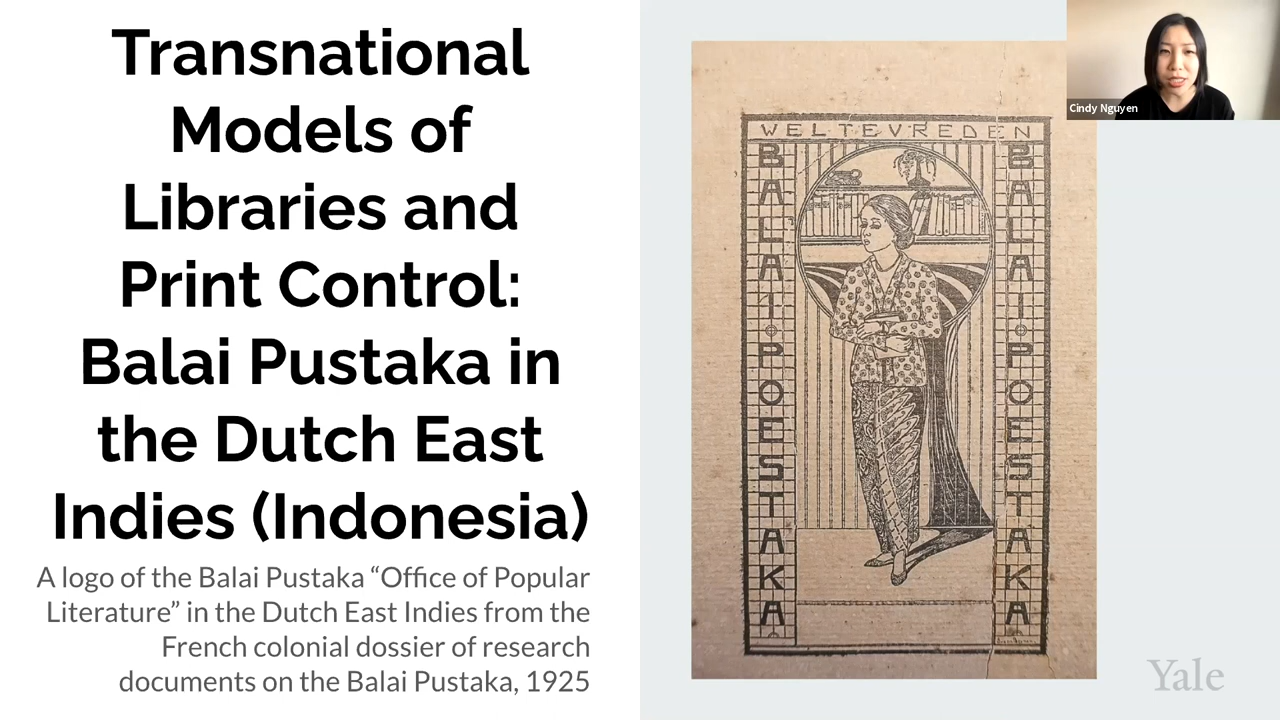 Transnational
Models of
Libraries and
Print Control:
Balai Pustaka in
the Dutch East
Indies (Indonesia)
A logo of the Balai Pustaka “Office of Popular
Literature” in the Dutch East Indies from the
French colonial dossier of research
documents on the Balai Pustaka, 1925
WELTEVREDEN
BALAI POESTAKA
BALAI POESTAKA
Cindy Nguyen
Yale